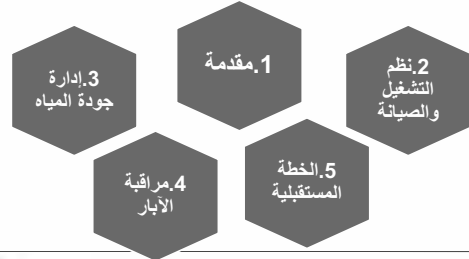 1.مقدمة
2.نظم
التشغيل
والصيانة
3.إدارة
جودة المياه
4.مراقبة
الآبار
5.الخطة
المستقبلية